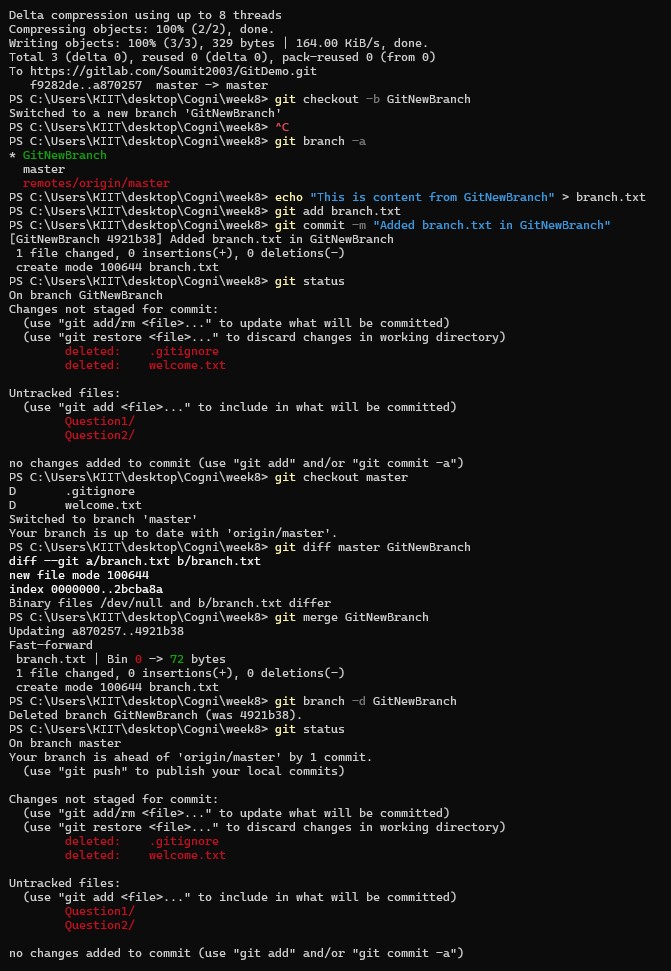 Delta compression using up to 8 threads
Compressing objects: 100% (2/2), done.
Writing objects: 100% (3/3), 329 bytes | 164.00 KiB/s, done.
Total 3 (delta 0), reused 0 (delta 0), pack-reused 0 (from 0)
To https://gitlab.com/Soumit2003/GitDemo.git
   f9282de..a870257  master -> master
PS C:\Users\KIIT\desktop\Cogni\week8> git checkout -b GitNewBranch
Switched to a new branch 'GitNewBranch'
PS C:\Users\KIIT\desktop\Cogni\week8> ^C
PS C:\Users\KIIT\desktop\Cogni\week8> git branch -a
* GitNewBranch
  master
  remotes/origin/master
PS C:\Users\KIIT\desktop\Cogni\week8> echo "This is content from GitNewBranch" > branch.txt
PS C:\Users\KIIT\desktop\Cogni\week8> git add branch.txt
PS C:\Users\KIIT\desktop\Cogni\week8> git commit -m "Added branch.txt in GitNewBranch"
[GitNewBranch 4921b38] Added branch.txt in GitNewBranch
 1 file changed, 0 insertions(+), 0 deletions(-)
 create mode 100644 branch.txt
PS C:\Users\KIIT\desktop\Cogni\week8> git status
On branch GitNewBranch
Changes not staged for commit:
  (use "git add/rm <file>..." to update what will be committed)
  (use "git restore <file>..." to discard changes in working directory)
        deleted:    .gitignore
        deleted:    welcome.txt

Untracked files:
  (use "git add <file>..." to include in what will be committed)
        Question1/
        Question2/

no changes added to commit (use "git add" and/or "git commit -a")
PS C:\Users\KIIT\desktop\Cogni\week8> git checkout master
D       .gitignore
D       welcome.txt
Switched to branch 'master'
Your branch is up to date with 'origin/master'.
PS C:\Users\KIIT\desktop\Cogni\week8> git diff master GitNewBranch
diff --git a/branch.txt b/branch.txt
new file mode 100644
index 0000000..2bcba8a
Binary files /dev/null and b/branch.txt differ
PS C:\Users\KIIT\desktop\Cogni\week8> git merge GitNewBranch
Updating a870257..4921b38
Fast-forward
 branch.txt | Bin 0 -> 72 bytes
 1 file changed, 0 insertions(+), 0 deletions(-)
 create mode 100644 branch.txt
PS C:\Users\KIIT\desktop\Cogni\week8> git branch -d GitNewBranch
Deleted branch GitNewBranch (was 4921b38).
PS C:\Users\KIIT\desktop\Cogni\week8> git status
On branch master
Your branch is ahead of 'origin/master' by 1 commit.
  (use "git push" to publish your local commits)

Changes not staged for commit:
  (use "git add/rm <file>..." to update what will be committed)
  (use "git restore <file>..." to discard changes in working directory)
        deleted:    .gitignore
        deleted:    welcome.txt

Untracked files:
  (use "git add <file>..." to include in what will be committed)
        Question1/
        Question2/

no changes added to commit (use "git add" and/or "git commit -a")